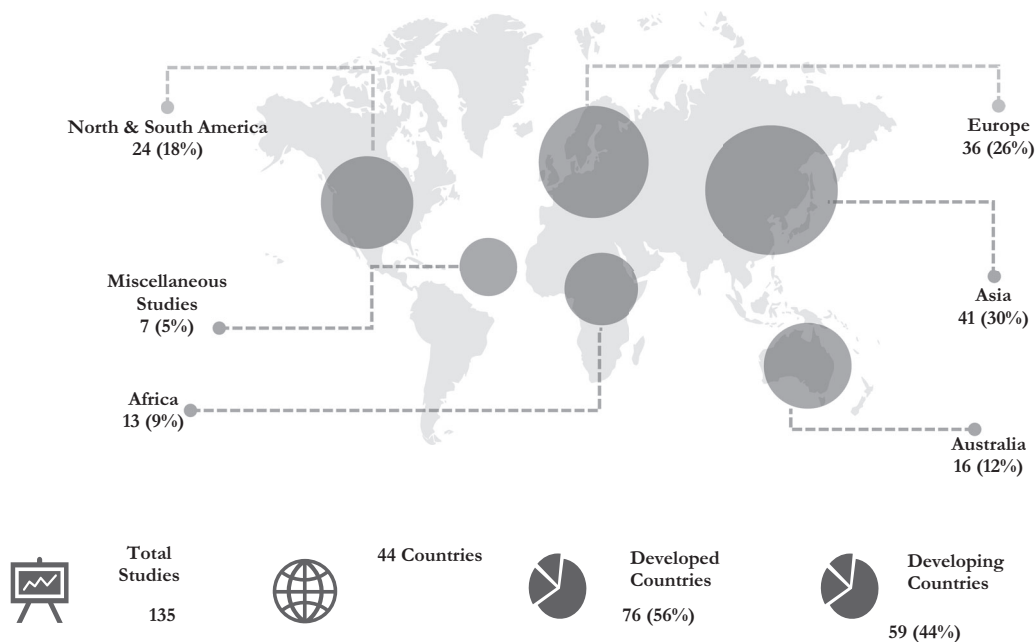 North & South America
24 (18%)
Europe
36 (26%)
Miscellaneous
Studies
7 (5%)
Asia
41 (30%)
Africa
13 (9%)
Australia
16 (12%)
Total
Studies
135
44 Countries
Developed
Countries
76 (56%)
Developing
Countries
59 (44%)